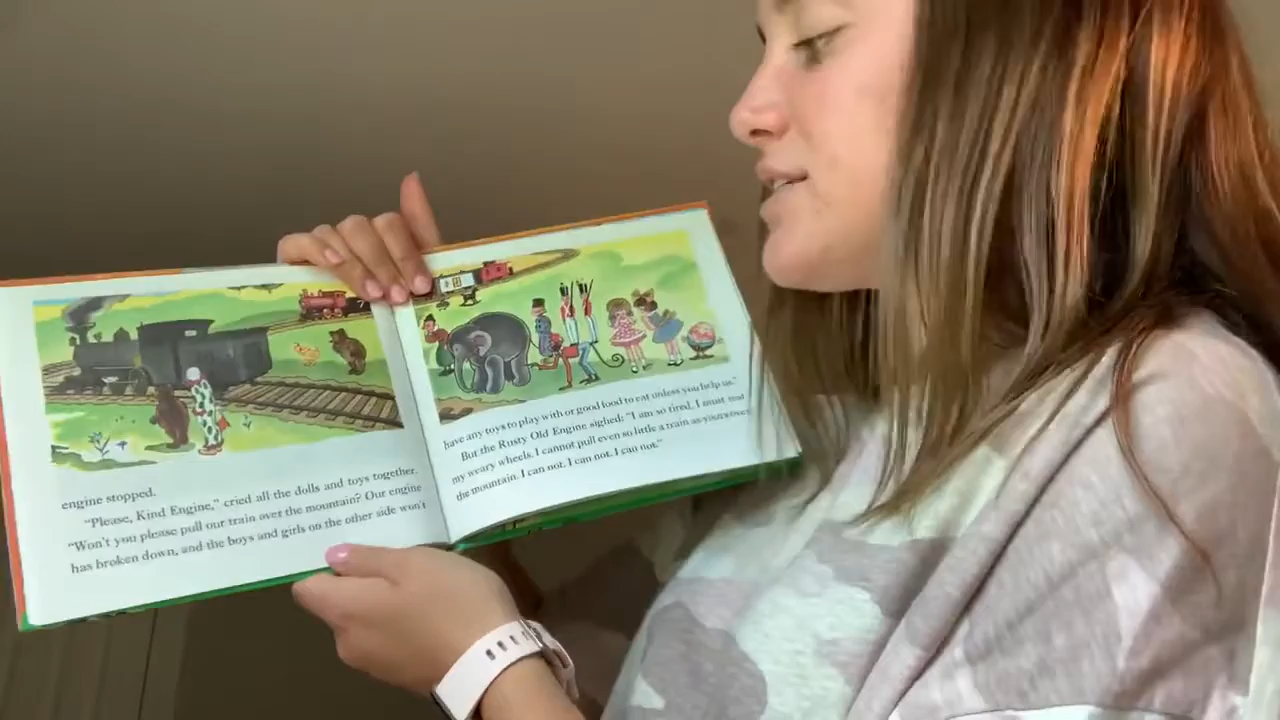 engine stopped.
“Please, Kind Engine,” cried all the dolls and toys together.
“Won't you please pull our train over the mountain? Our engine
has broken down, and the boys and girls on the other side won't
have any toys to play with or good food to eat unless you help us.”
But the Rusty Old Engine sighed: “I am so tired. I must rest
my weary wheels. I cannot pull even so little a train as yours over
the mountain. I can not. I can not. I can not.”